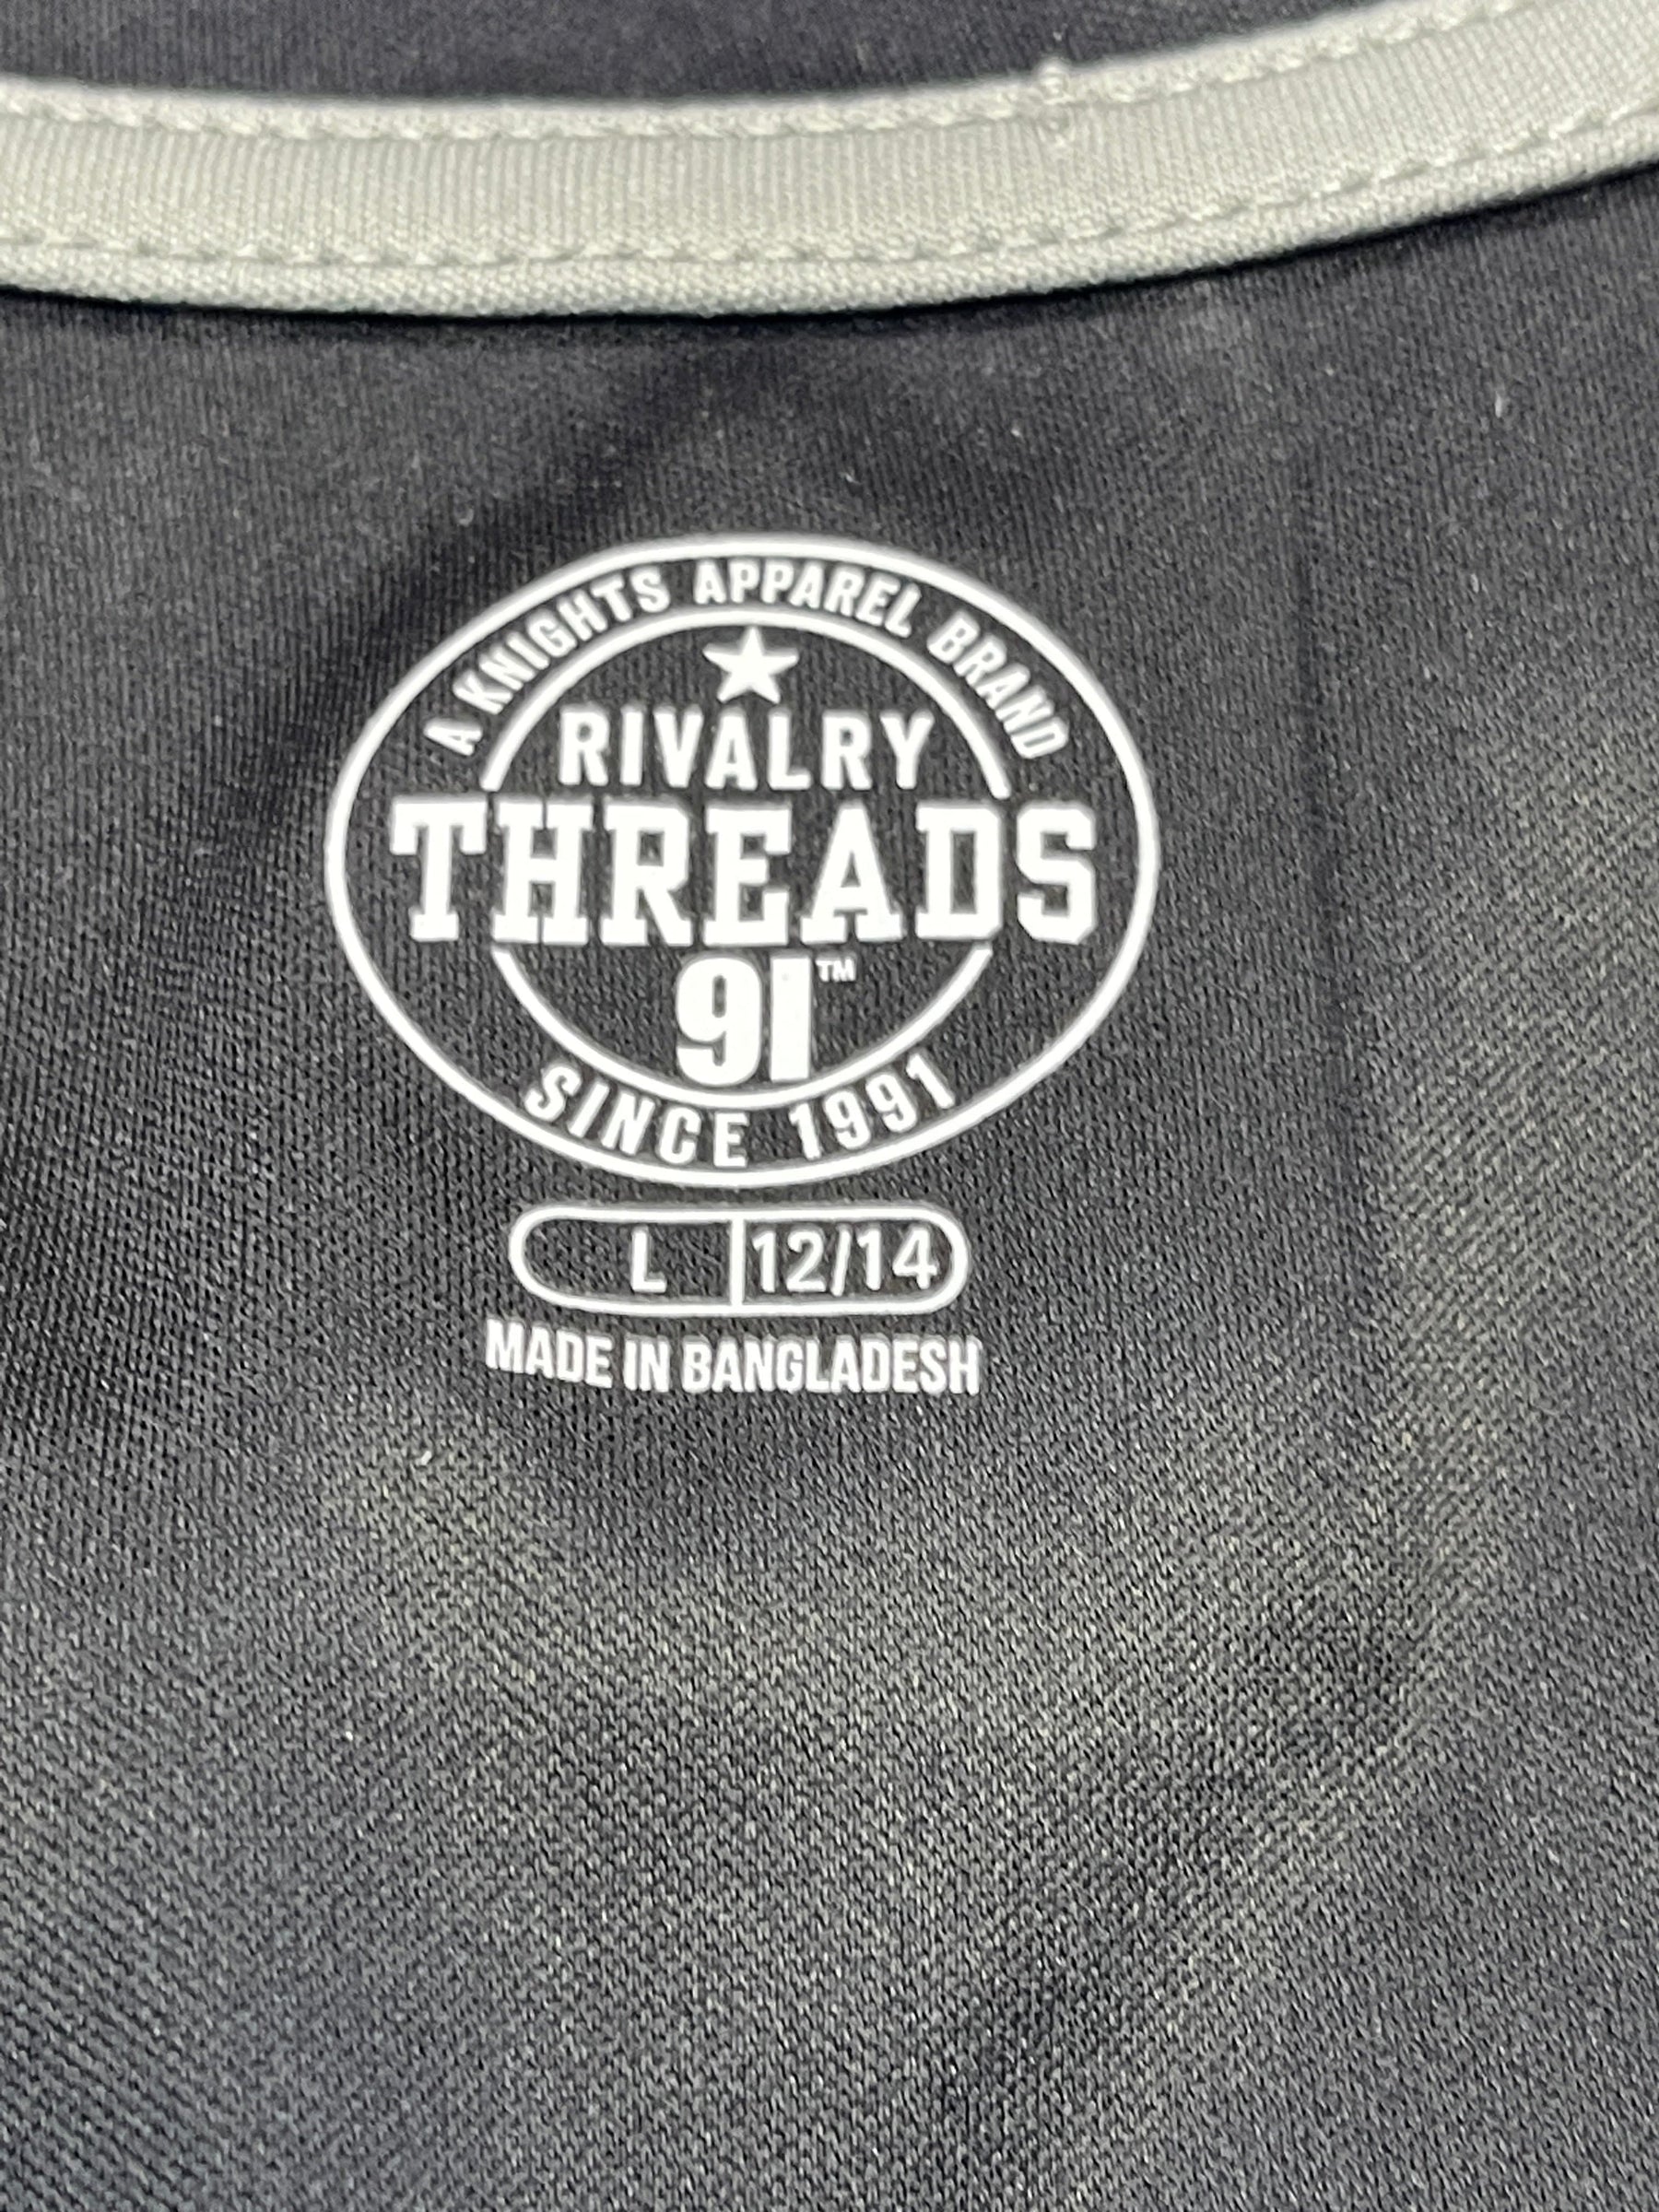 A KNIGHTS APPAREL BRAND
RIVALRY
THREADS
91™
SINCE 1991
L 12/14
MADE IN BANGLADESH